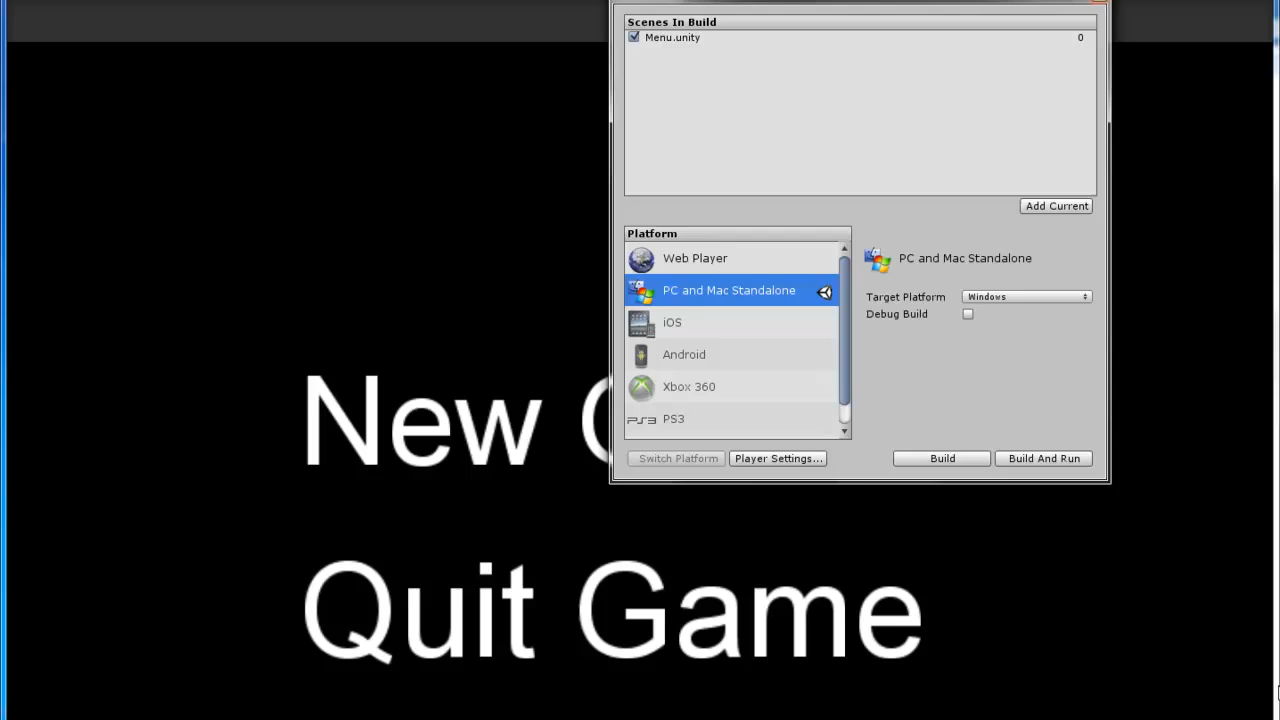 Scenes In Build
Menu.unity 0
Add Current
Platform
Web Player
PC and Mac Standalone
iOS
Android
Xbox 360
PS3 PS3
Switch Platform Player Settings...
PC and Mac Standalone
Target Platform Windows
Debug Build
Build Build And Run
New
Quit Game